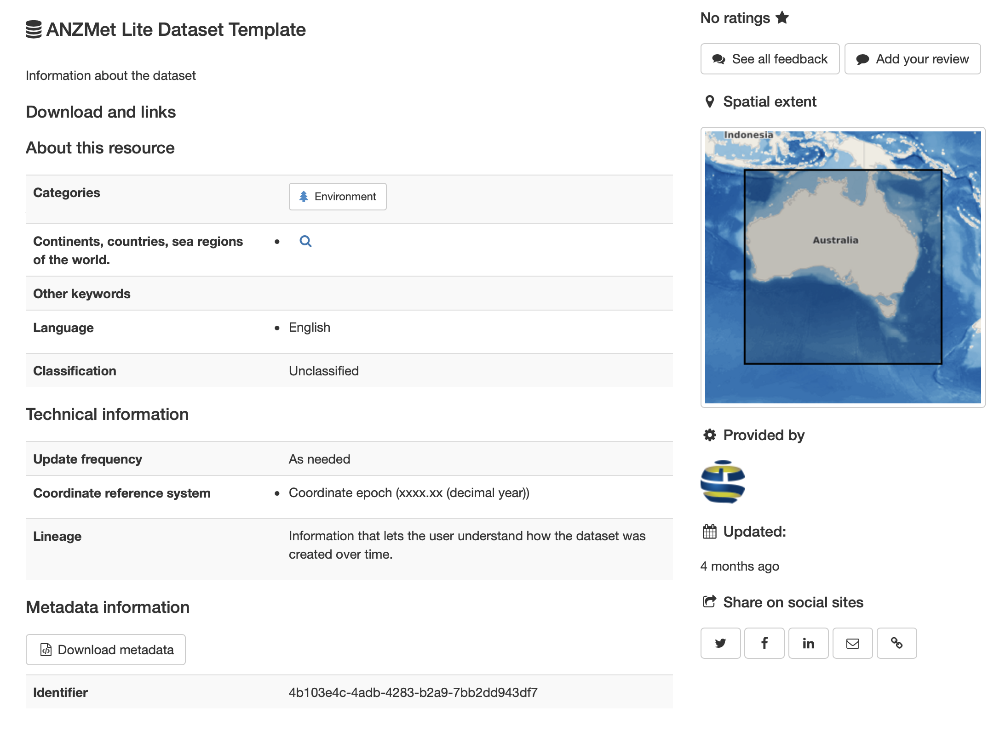 ANZMet Lite Dataset Template
Information about the dataset
Download and links
About this resource
Categories
Environment
Continents, countries, sea regions
of the world.
Other keywords
Language
English
Classification
Unclassified
Technical information
Update frequency
As needed
Coordinate reference system
Coordinate epoch (xxxx.xx (decimal year))
Lineage
Information that lets the user understand how the dataset was
created over time.
Metadata information
Download metadata
Identifier
4b103e4c-4adb-4283-b2a9-7bb2dd943df7
No ratings
See all feedback
Add your review
Spatial extent
Indonesia
Australia
Provided by
Updated:
4 months ago
Share on social sites